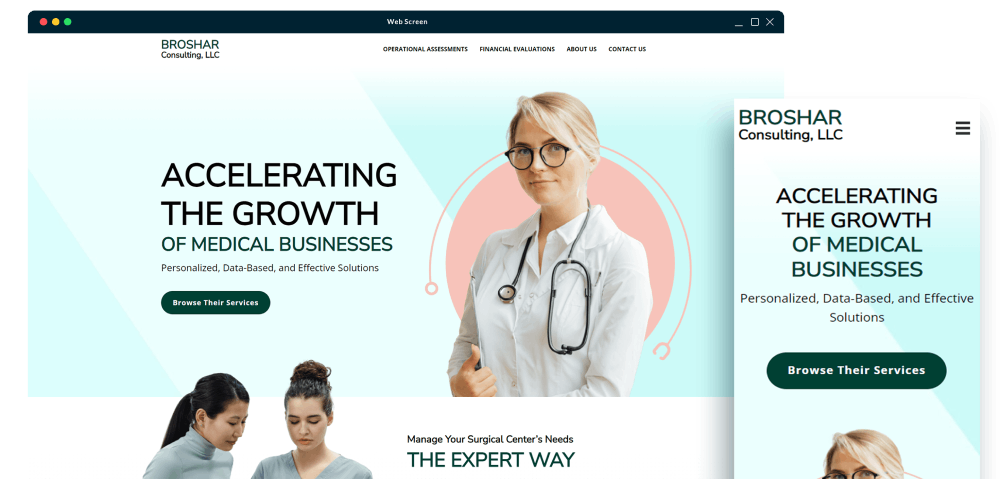 Web Screen
BROSHAR
Consulting, LLC
OPERATIONAL ASSESSMENTS FINANCIAL EVALUATIONS ABOUT US CONTACT US
ACCELERATING
THE GROWTH
OF MEDICAL BUSINESSES
Personalized, Data-Based, and Effective Solutions
Browse Their Services
Manage Your Surgical Center's Needs
THE EXPERT WAY
BROSHAR
Consulting, LLC
ACCELERATING
THE GROWTH
OF MEDICAL
BUSINESSES
Personalized, Data-Based, and Effective
Solutions
Browse Their Services